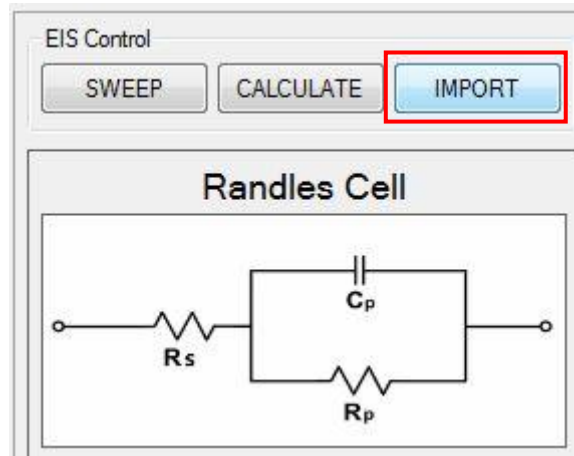 EIS Control
SWEEP CALCULATE IMPORT
Randles Cell
Cp
Rs
Rp